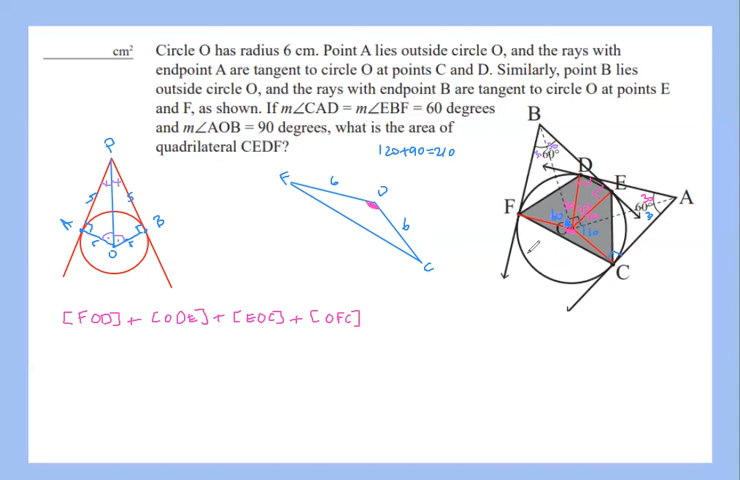 cm²
Circle O has radius 6 cm. Point A lies outside circle O, and the rays with
endpoint A are tangent to circle O at points C and D. Similarly, point B lies
outside circle O, and the rays with endpoint B are tangent to circle O at points E
and F, as shown. If m∠CAD = m∠EBF = 60 degrees
and m∠AOB = 90 degrees, what is the area of
quadrilateral CEDF?
120+90=210
B
60°
D
E
60°
A
F
C
P
S
S
A
B
r
r
O
F
6
O
6
C
[FOD] + [ODE] + [EOC] + [OFC]